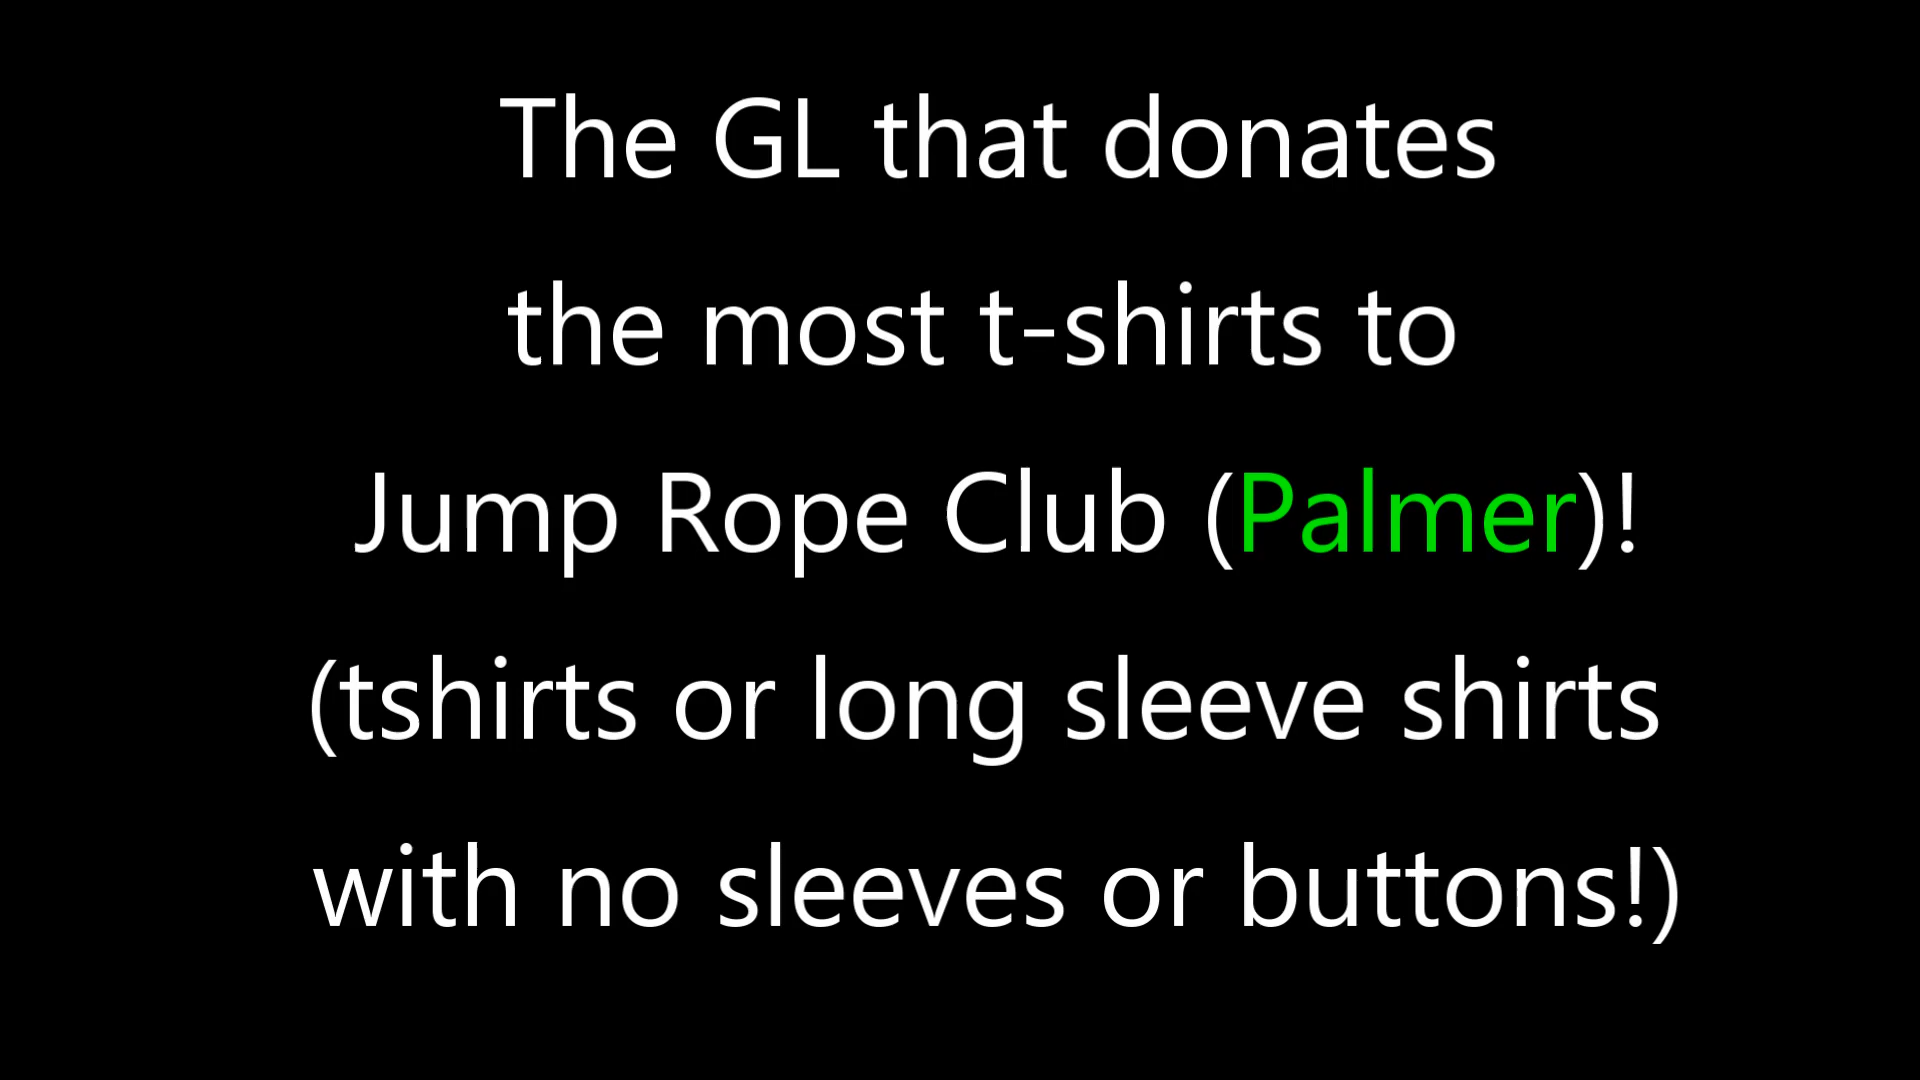 The GL that donates
the most t-shirts to
Jump Rope Club (Palmer)!
(tshirts or long sleeve shirts
with no sleeves or buttons!)